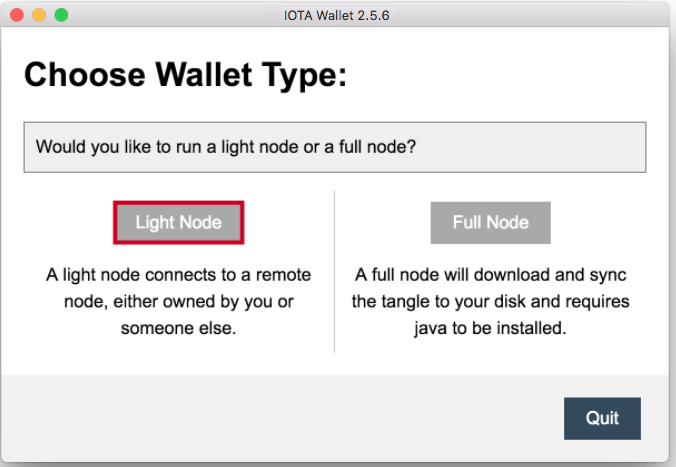 IOTA Wallet 2.5.6
Choose Wallet Type:
Would you like to run a light node or a full node?
Light Node
A light node connects to a remote
node, either owned by you or
someone else.
Full Node
A full node will download and sync
the tangle to your disk and requires
java to be installed.
Quit